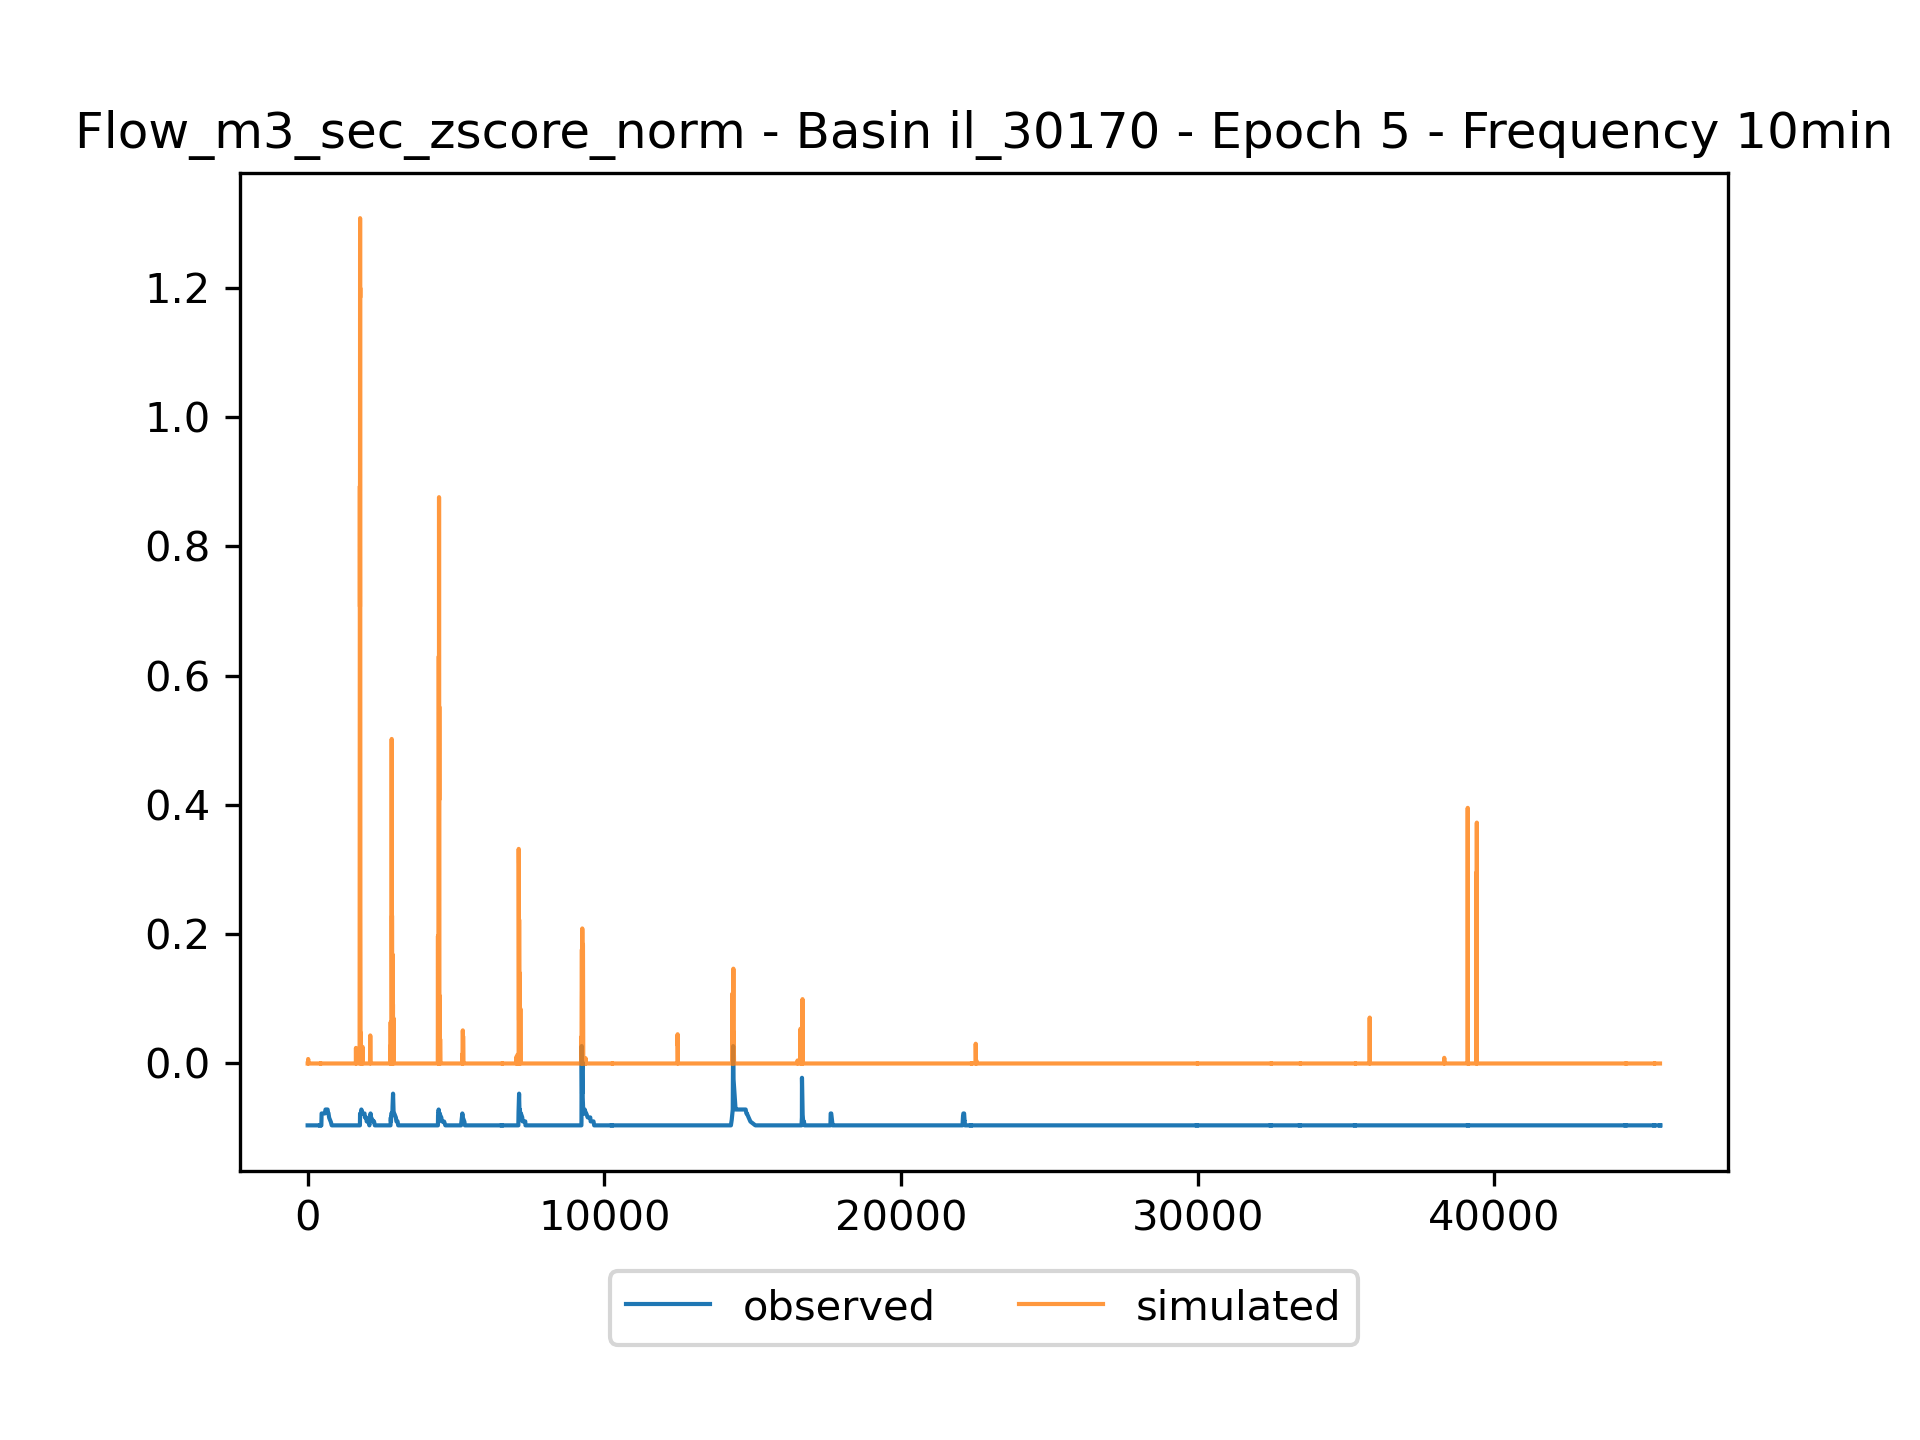 Flow_m3_sec_zscore_norm - Basin il_30170 - Epoch 5 - Frequency 10min
1.2
1.0
0.8
0.6
0.4
0.2
0.0
0 10000 20000 30000 40000
observed simulated